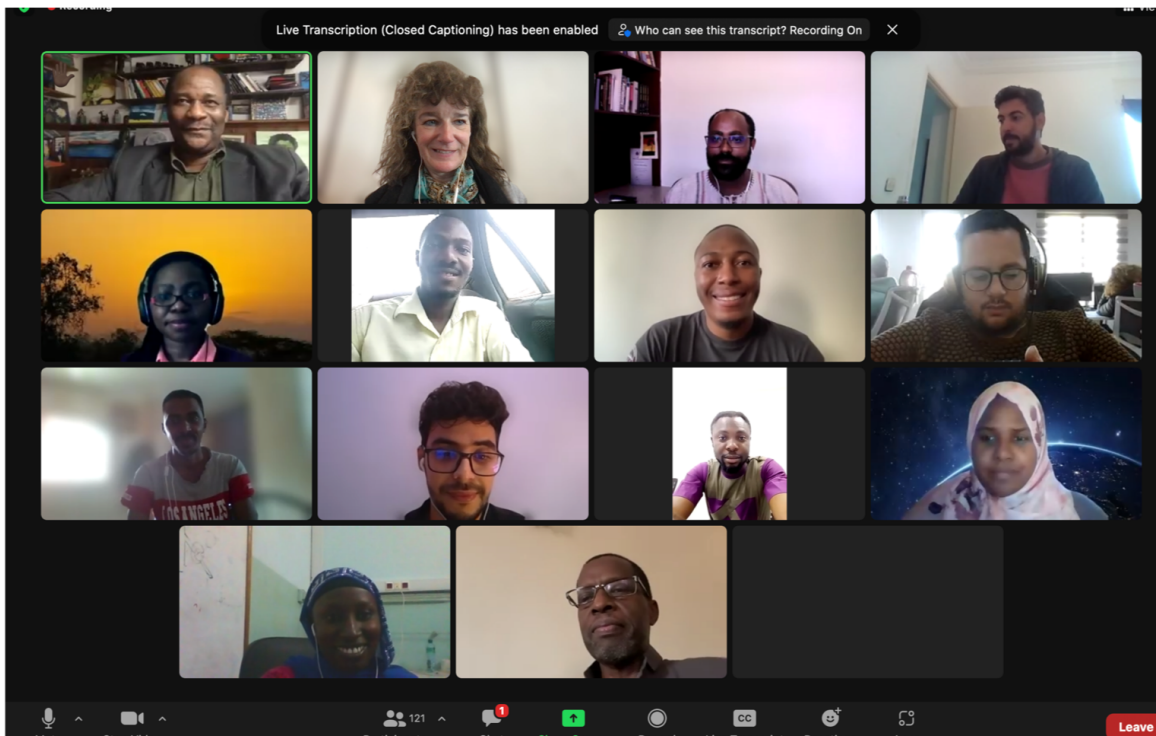 Recording
Live Transcription (Closed Captioning) has been enabled
Who can see this transcript? Recording On
LOS ANGELES
121
1
CC
Leave